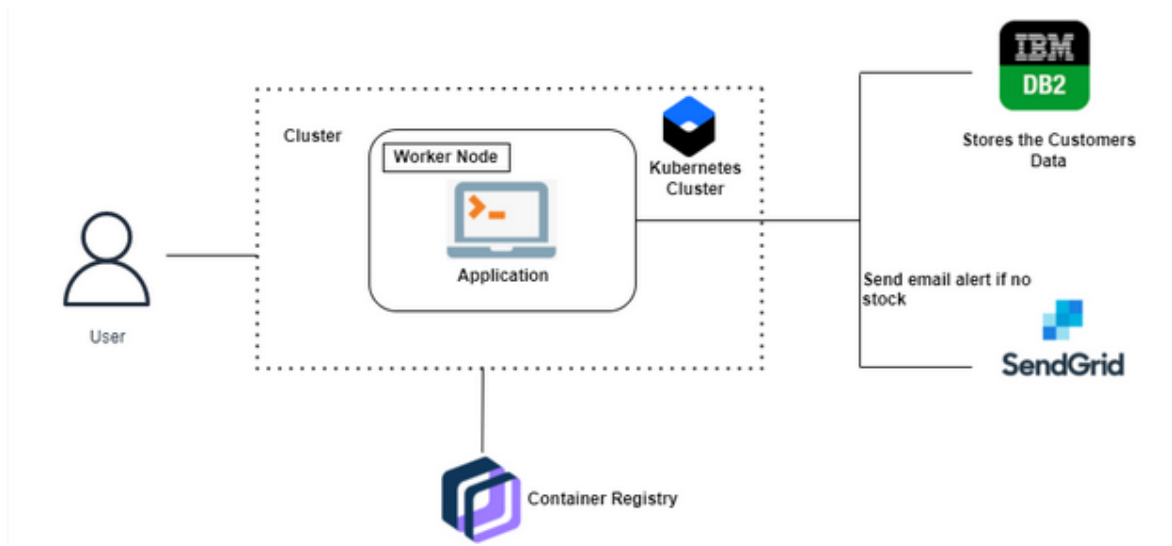 IBM
DB2
Stores the Customers
Data
Cluster
Worker Node
Kubernetes
Cluster
Application
User
Send email alert if no
stock
SendGrid
Container Registry